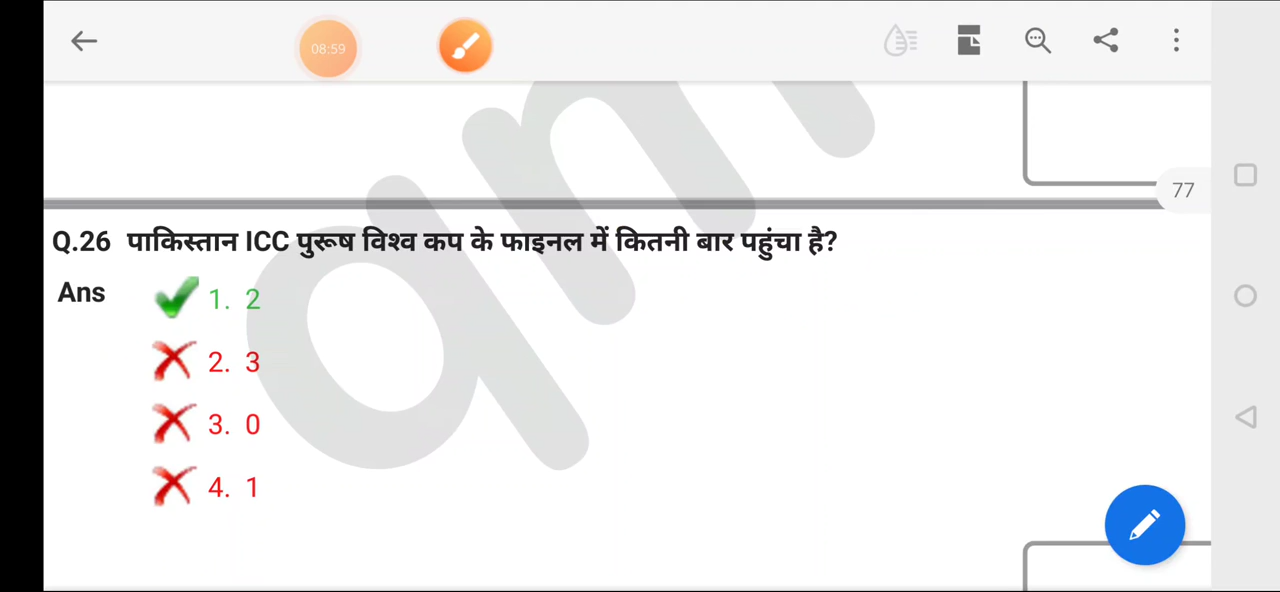 08:59
77
Q.26 पाकिस्तान ICC पुरूष विश्व कप के फाइनल में कितनी बार पहुंचा है?
Ans 1. 2
2. 3
3. 0
4. 1